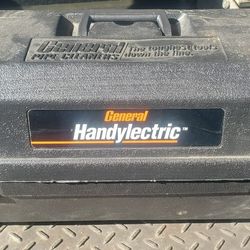 General
PIPE CLEANERS
The toughest tools
down the line.
General
Handylectric™